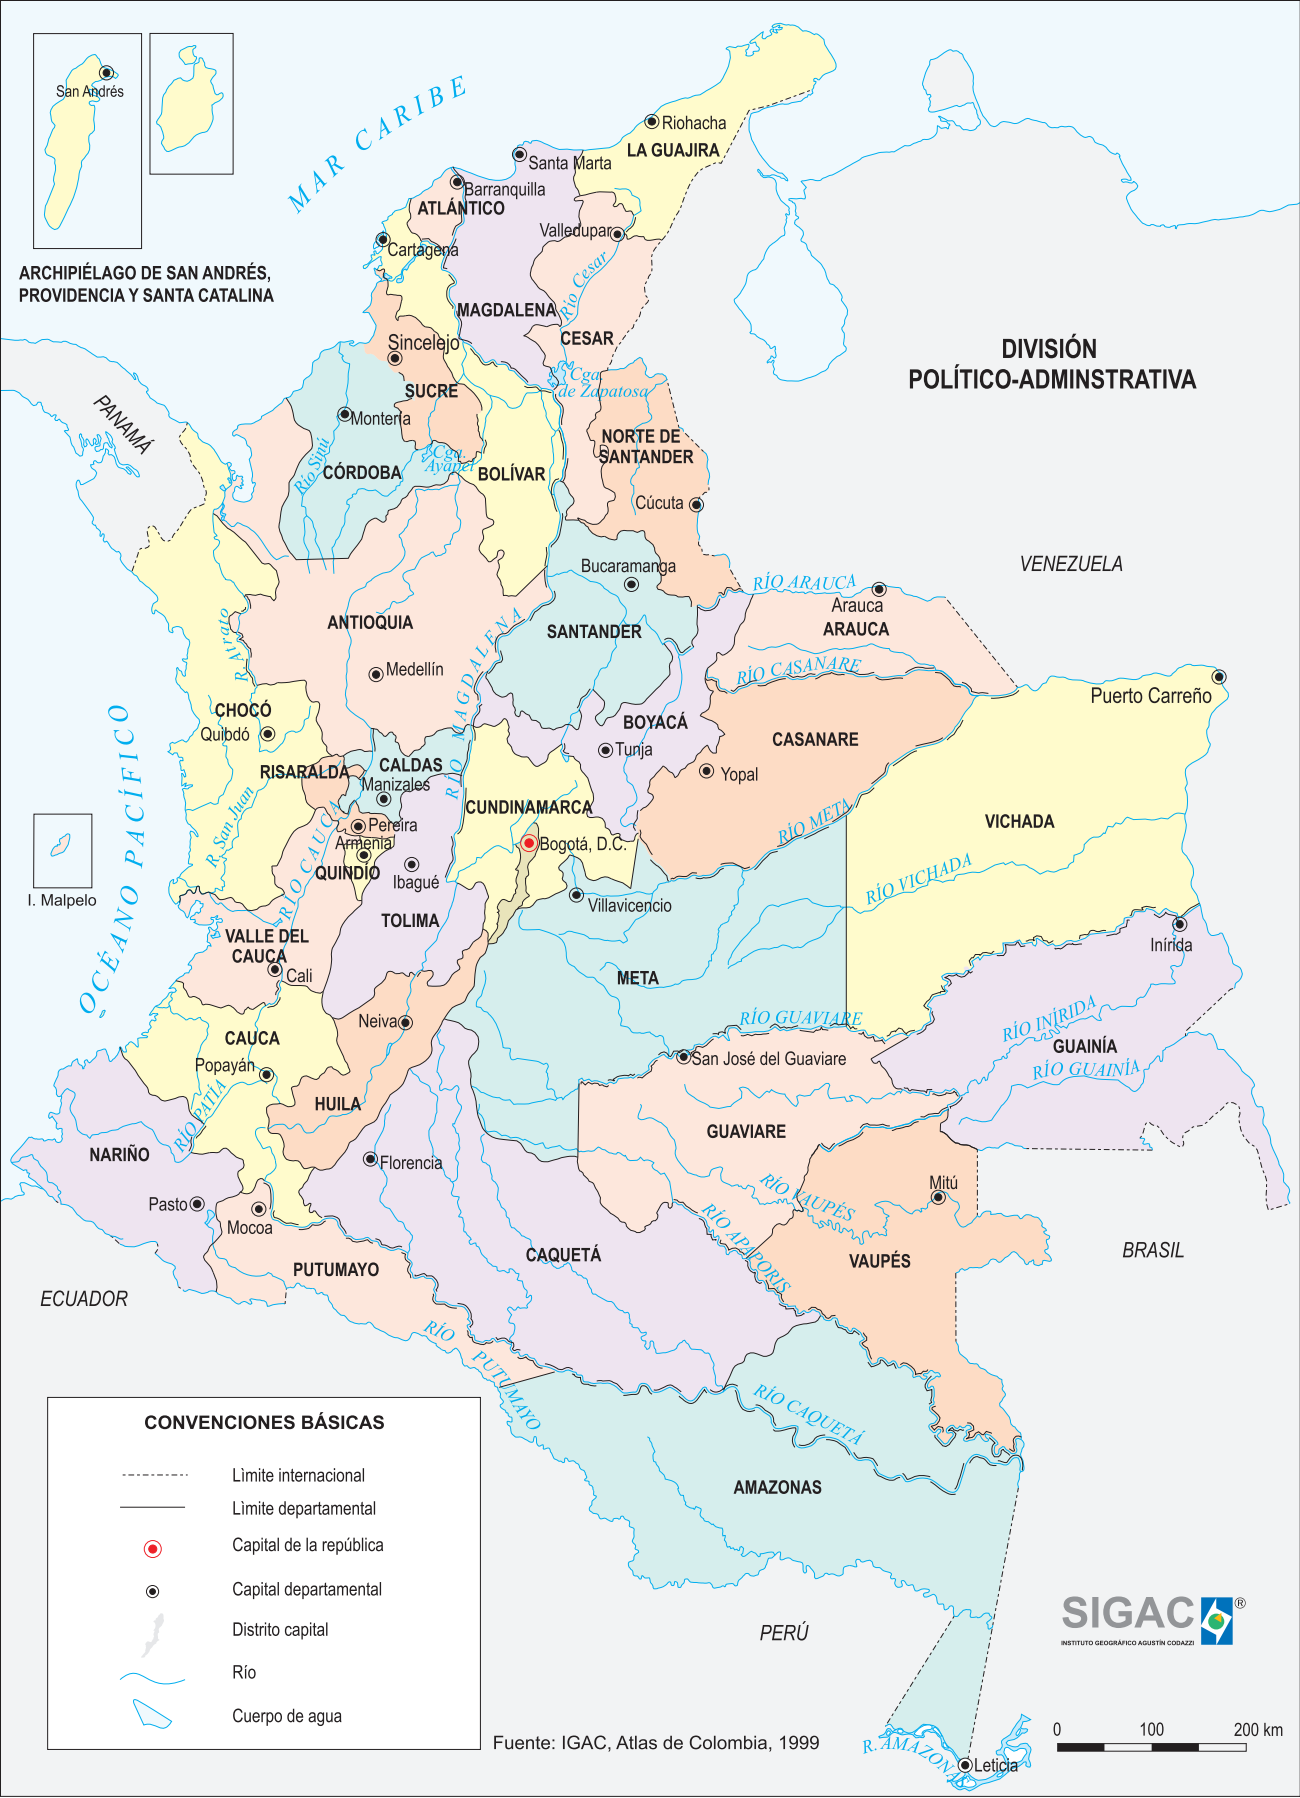 San Andrés
ARCHIPIÉLAGO DE SAN ANDRÉS,
PROVIDENCIA Y SANTA CATALINA
MAR CARIBE
Riohacha
LA GUAJIRA
Santa Marta
Barranquilla
ATLÁNTICO
Valledupar
Cartagena
Río Cesar
MAGDALENA
CESAR
Sincelejo
DIVISIÓN
POLÍTICO-ADMINSTRATIVA
Cga.
de Zapatosa
SUCRE
PANAMÁ
Montería
NORTE DE
SANTANDER
Río Sinú
Cga.
Ayapel
CÓRDOBA
BOLÍVAR
Cúcuta
VENEZUELA
Bucaramanga
RÍO ARAUCA
Arauca
ARAUCA
ANTIOQUIA
SANTANDER
R. Atrato
RÍO MAGDALENA
Medellín
RÍO CASANARE
Puerto Carreño
CHOCÓ
Quibdó
BOYACÁ
Tunja
CASANARE
Yopal
OCÉANO PACÍFICO
RISARALDA
CALDAS
Manizales
CUNDINAMARCA
R. San Juan
RÍO CAUCA
Pereira
Armenia
QUINDÍO
Ibagué
Bogotá, D.C.
RÍO META
VICHADA
RÍO VICHADA
I. Malpelo
Villavicencio
TOLIMA
VALLE DEL
CAUCA
Cali
META
Inírida
Neiva
RÍO GUAVIARE
RÍO INÍRIDA
CAUCA
Popayán
San José del Guaviare
GUAINÍA
RÍO GUAINÍA
HUILA
RÍO PATÍA
GUAVIARE
NARIÑO
Florencia
RÍO VAUPÉS
Mitú
Pasto
Mocoa
RÍO APAPORIS
CAQUETÁ
VAUPÉS
BRASIL
PUTUMAYO
ECUADOR
RÍO PUTUMAYO
RÍO CAQUETÁ
AMAZONAS
CONVENCIONES BÁSICAS
Lìmite internacional
Lìmite departamental
Capital de la república
Capital departamental
Distrito capital
Río
Cuerpo de agua
PERÚ
SIGAC®
INSTITUTO GEOGRÁFICO AGUSTÍN CODAZZI
0 100 200 km
Fuente: IGAC, Atlas de Colombia, 1999
R. AMAZONAS
Leticia